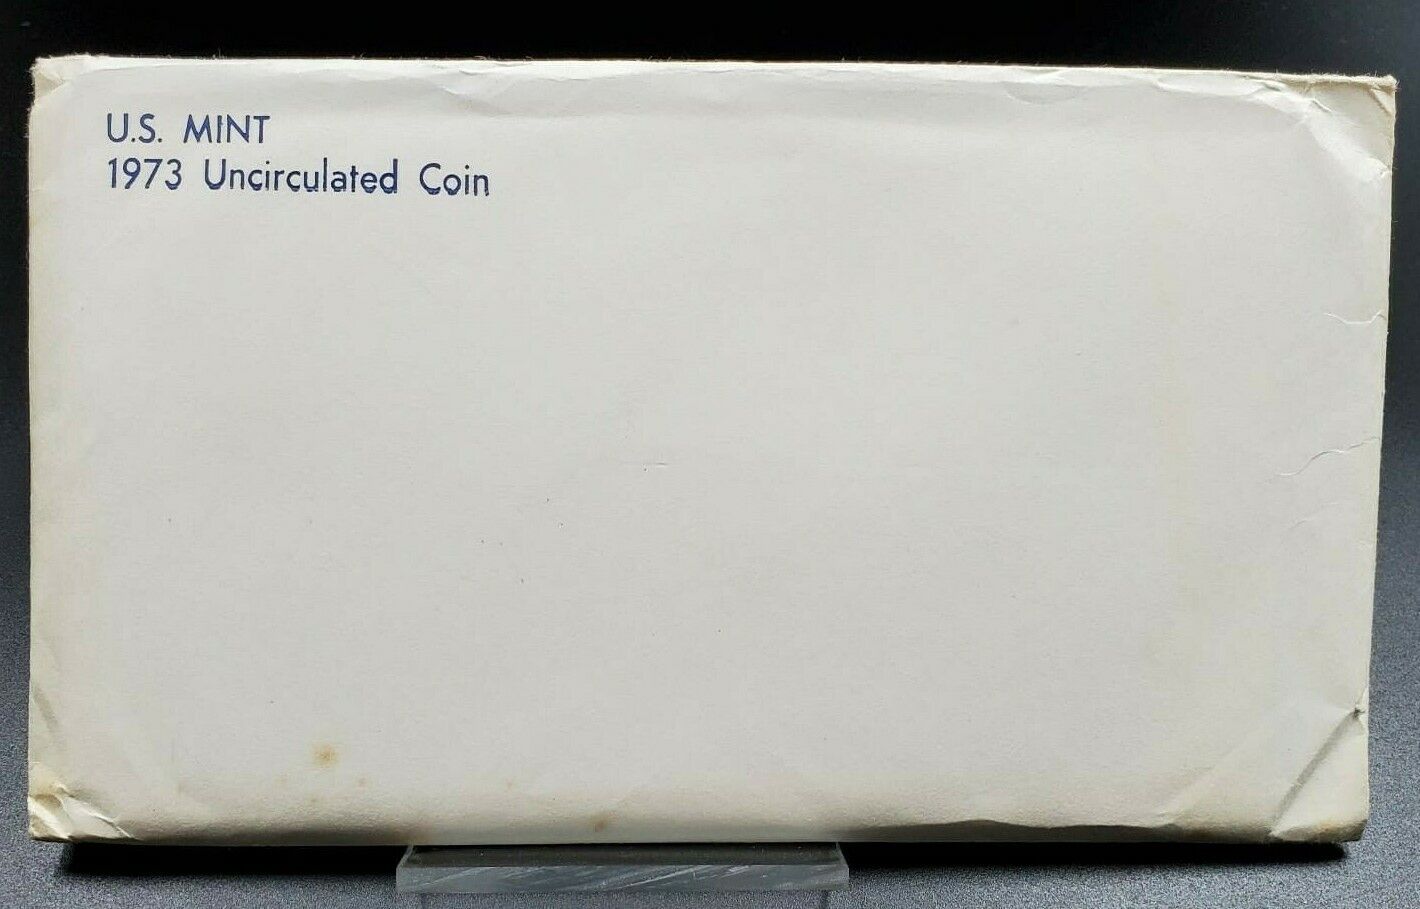 U.S. MINT
1973 Uncirculated Coin